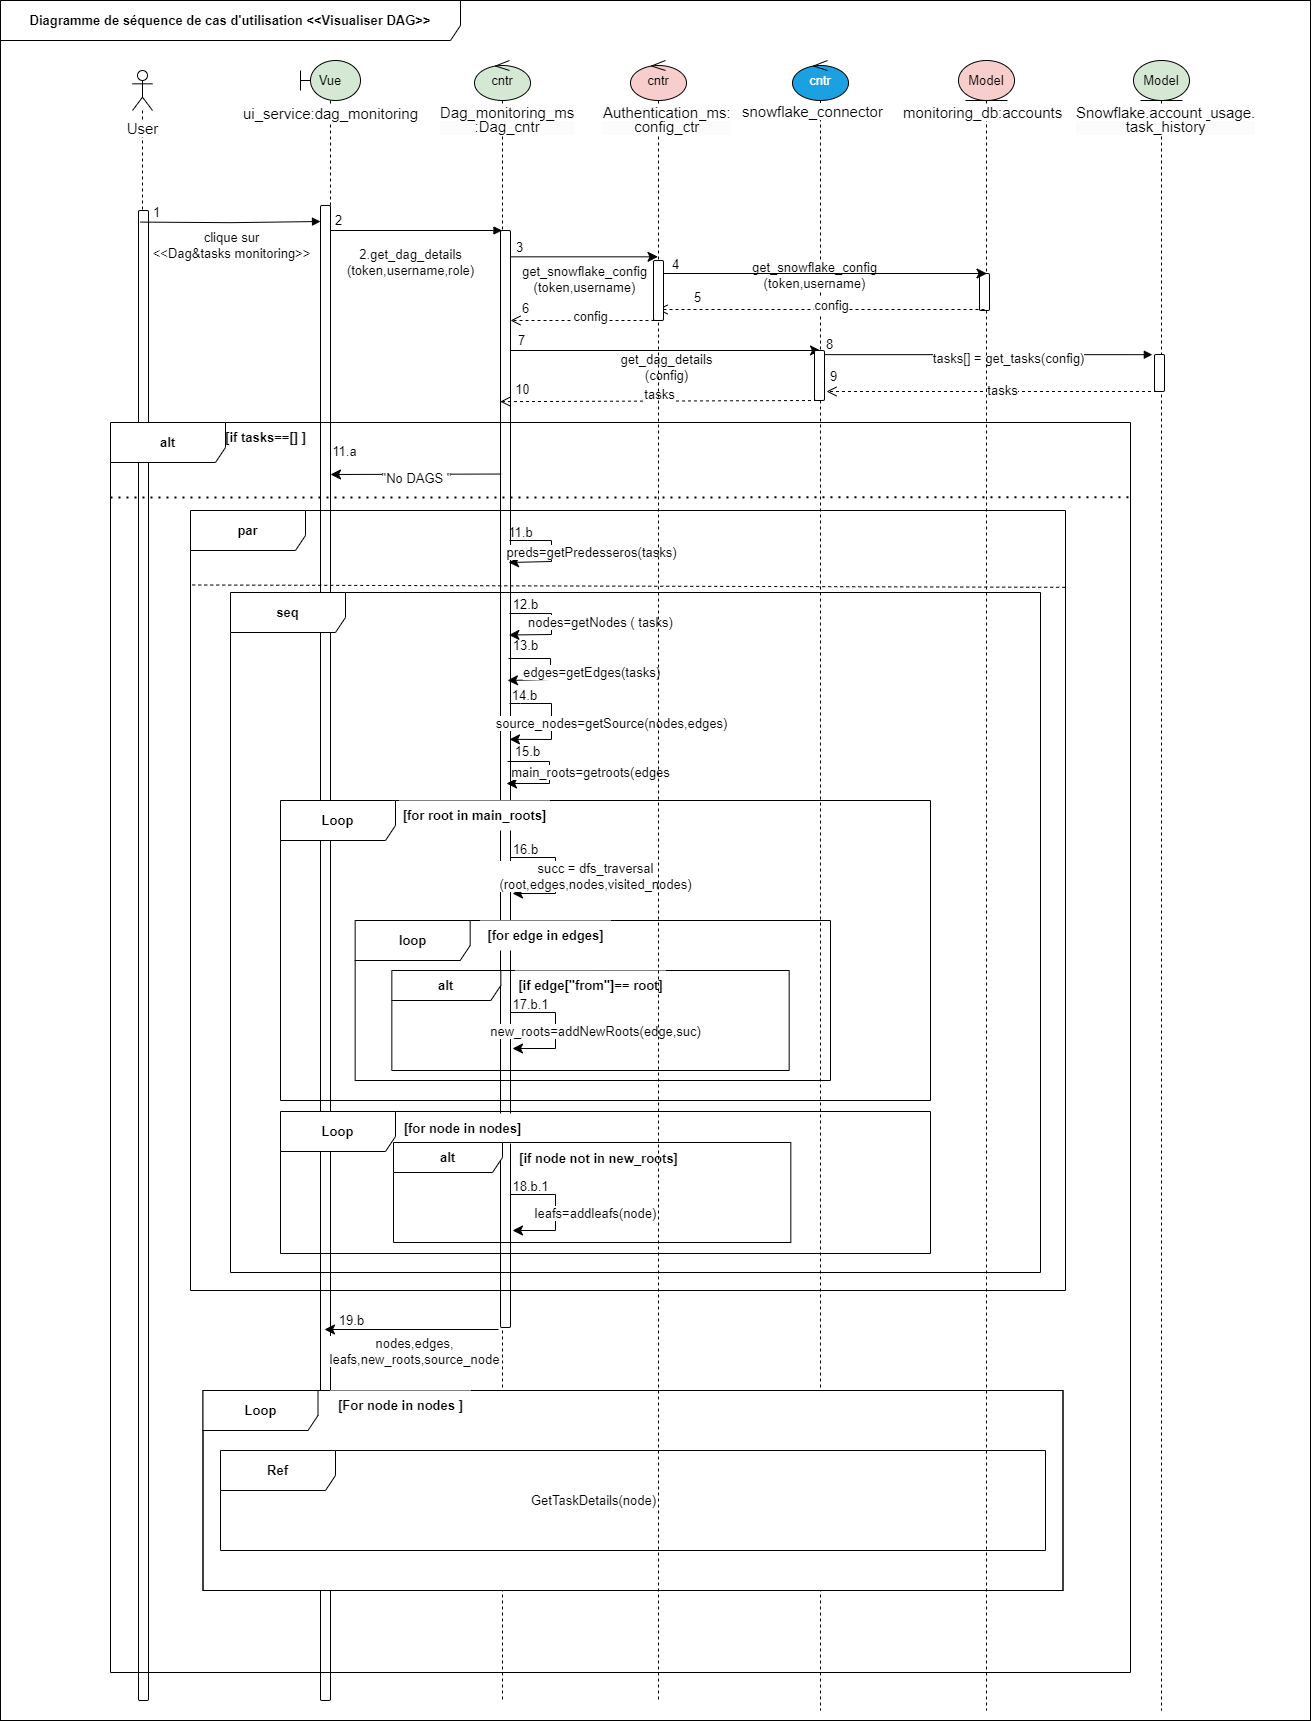 Diagramme de séquence de cas d'utilisation <<Visualiser DAG>>
Vue
cntr
cntr
cntr
Model
Model
User
ui_service:dag_monitoring
Dag_monitoring_ms
:Dag_cntr
Authentication_ms:
config_ctr
snowflake_connector
monitoring_db:accounts
Snowflake.account_usage.
task_history
1
clique sur
<<Dag&tasks monitoring>>
2
2.get_dag_details
(token,username,role)
3
get_snowflake_config
(token,username)
4
get_snowflake_config
(token,username)
5
config
6
config
7
get_dag_details
(config)
8
tasks[] = get_tasks(config)
9
tasks
10
tasks
alt
[if tasks==[] ]
11.a
"No DAGS "
par
11.b
preds=getPredesseros(tasks)
seq
12.b
nodes=getNodes ( tasks)
13.b
edges=getEdges(tasks)
14.b
source_nodes=getSource(nodes,edges)
15.b
main_roots=getroots(edges
Loop
[for root in main_roots]
16.b
succ = dfs_traversal
(root,edges,nodes,visited_nodes)
loop
[for edge in edges]
alt
[if edge["from"]== root]
17.b.1
new_roots=addNewRoots(edge,suc)
Loop
[for node in nodes]
alt
[if node not in new_roots]
18.b.1
leafs=addleafs(node)
19.b
nodes,edges,
leafs,new_roots,source_node
Loop
[For node in nodes ]
Ref
GetTaskDetails(node)